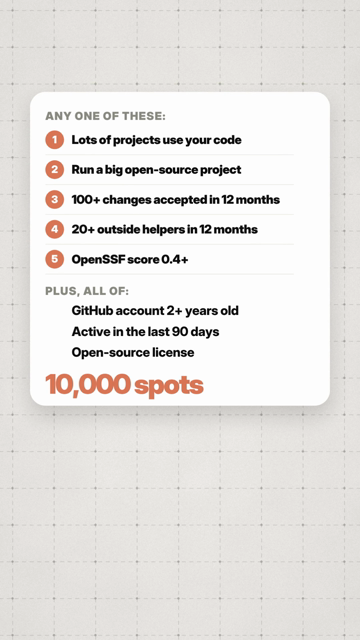 ANY ONE OF THESE:
1 Lots of projects use your code
2 Run a big open-source project
3 100+ changes accepted in 12 months
4 20+ outside helpers in 12 months
5 OpenSSF score 0.4+
PLUS, ALL OF:
GitHub account 2+ years old
Active in the last 90 days
Open-source license
10,000 spots